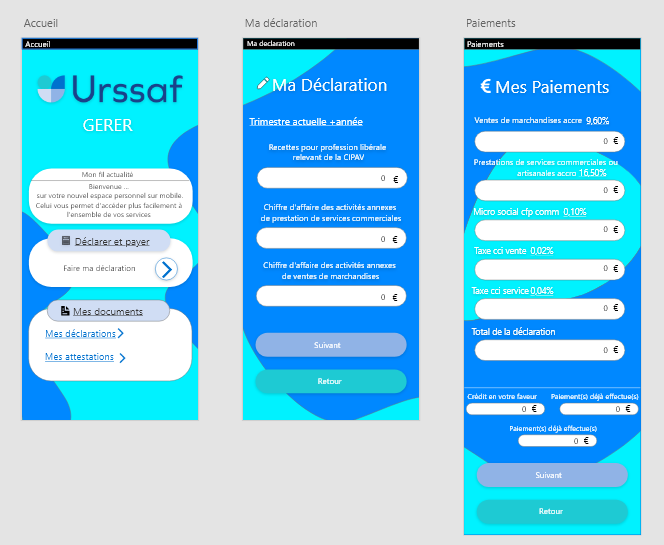 Accueil
Accueil
Urssaf
GERER
Mon fil actualité
Bienvenue ...
sur votre nouvel espace personnel sur mobile.
Celui vous permet d'accéder plus facilement à
l'ensemble de vos services
Déclarer et payer
Faire ma déclaration
Mes documents
Mes déclarations
Mes attestations
Ma déclaration
Ma declaration
Ma Déclaration
Trimestre actuelle +année
Recettes pour profession libérale
relevant de la CIPAV
0 €
Chiffre d'affaire des activités annexes
de prestation de services commerciales
0 €
Chiffre d'affaire des activités annexes
de ventes de marchandises
0 €
Suivant
Retour
Paiements
Paiements
€ Mes Paiements
Ventes de marchandises accre 9,60%
0 €
Prestations de services commerciales ou
artisanales accro 16,50%
0 €
Micro social cfp comm 0,10%
0 €
Taxe cci vente 0,02%
0 €
Taxe cci service 0,04%
0 €
Total de la déclaration
0 €
Crédit en votre faveur
0 €
Paiement(s) déjà effectue(s)
0 €
Paiement(s) déjà effectue(s)
0 €
Suivant
Retour